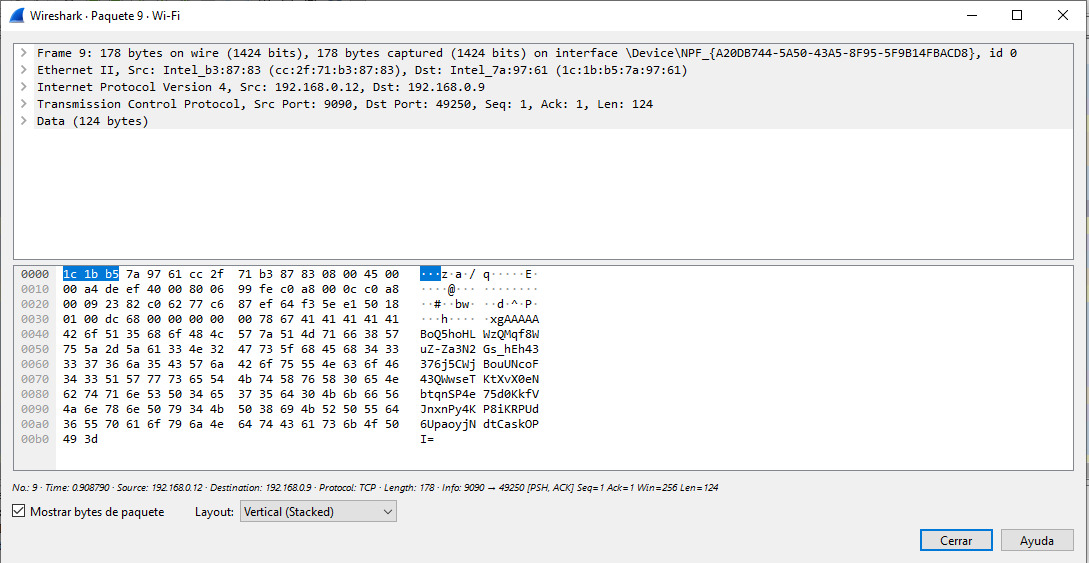 Wireshark · Paquete 9 · Wi-Fi
Frame 9: 178 bytes on wire (1424 bits), 178 bytes captured (1424 bits) on interface \Device\NPF_{A20DB744-5A50-43A5-8F95-5F9B14FBACD8}, id 0
Ethernet II, Src: Intel_b3:87:83 (cc:2f:71:b3:87:83), Dst: Intel_7a:97:61 (1c:1b:b5:7a:97:61)
Internet Protocol Version 4, Src: 192.168.0.12, Dst: 192.168.0.9
Transmission Control Protocol, Src Port: 9090, Dst Port: 49250, Seq: 1, Ack: 1, Len: 124
Data (124 bytes)
0000 1c 1b b5 7a 97 61 cc 2f 71 b3 87 83 08 00 45 00 ···z·a·/ q·····E·
0010 00 a4 de ef 40 00 80 06 99 fe c0 a8 00 0c c0 a8 ····@··· ········
0020 00 09 23 82 c0 62 77 c6 87 ef 64 f3 5e e1 50 18 ··#··bw· ··d·^·P·
0030 01 00 dc 68 00 00 00 00 00 78 67 41 41 41 41 41 ···h···· ·xgAAAAA
0040 42 6f 51 35 68 6f 48 4c 57 7a 51 4d 71 66 38 57 BoQ5hoHL WzQMqf8W
0050 75 5a 2d 5a 61 33 4e 32 47 73 5f 68 45 68 34 33 uZ-Za3N2 Gs_hEh43
0060 33 37 36 6a 35 43 57 6a 42 6f 75 55 4e 63 6f 46 376j5CWj BouUNcoF
0070 34 33 51 57 77 73 65 54 4b 74 58 76 58 30 65 4e 43QWwseT KtXvX0eN
0080 62 74 71 6e 53 50 34 65 37 35 64 30 4b 6b 66 56 btqnSP4e 75d0KkfV
0090 4a 6e 78 6e 50 79 34 4b 50 38 69 4b 52 50 55 64 JnxnPy4K P8iKRPUd
00a0 36 55 70 61 6f 79 6a 4e 64 74 43 61 73 6b 4f 50 6UpaoyjN dtCaskOP
00b0 49 3d I=
No.: 9 · Time: 0.908790 · Source: 192.168.0.12 · Destination: 192.168.0.9 · Protocol: TCP · Length: 178 · Info: 9090 → 49250 [PSH, ACK] Seq=1 Ack=1 Win=256 Len=124
Mostrar bytes de paquete Layout: Vertical (Stacked)
Cerrar Ayuda